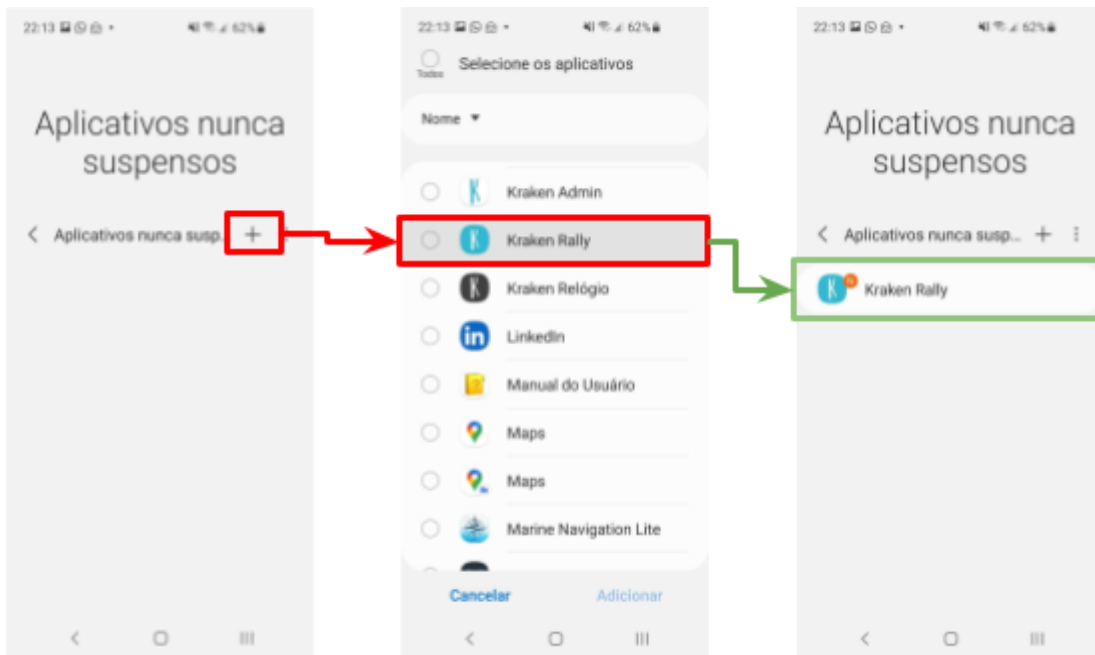 22:13
62%
Aplicativos nunca
suspensos
Aplicativos nunca susp...
22:13
62%
Todos
Selecione os aplicativos
Nome
Kraken Admin
Kraken Rally
Kraken Relógio
LinkedIn
Manual do Usuário
Maps
Maps
Marine Navigation Lite
Cancelar Adicionar
22:13
62%
Aplicativos nunca
suspensos
Aplicativos nunca susp...
Kraken Rally